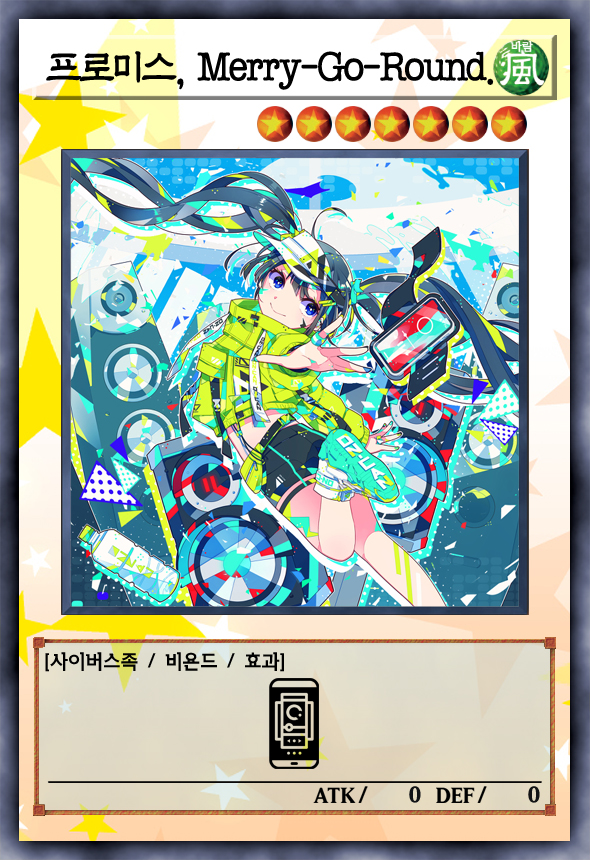 프로미스, Merry-Go-Round.
바람
風
[사이버스족 / 비욘드 / 효과]
ATK/ 0 DEF/ 0